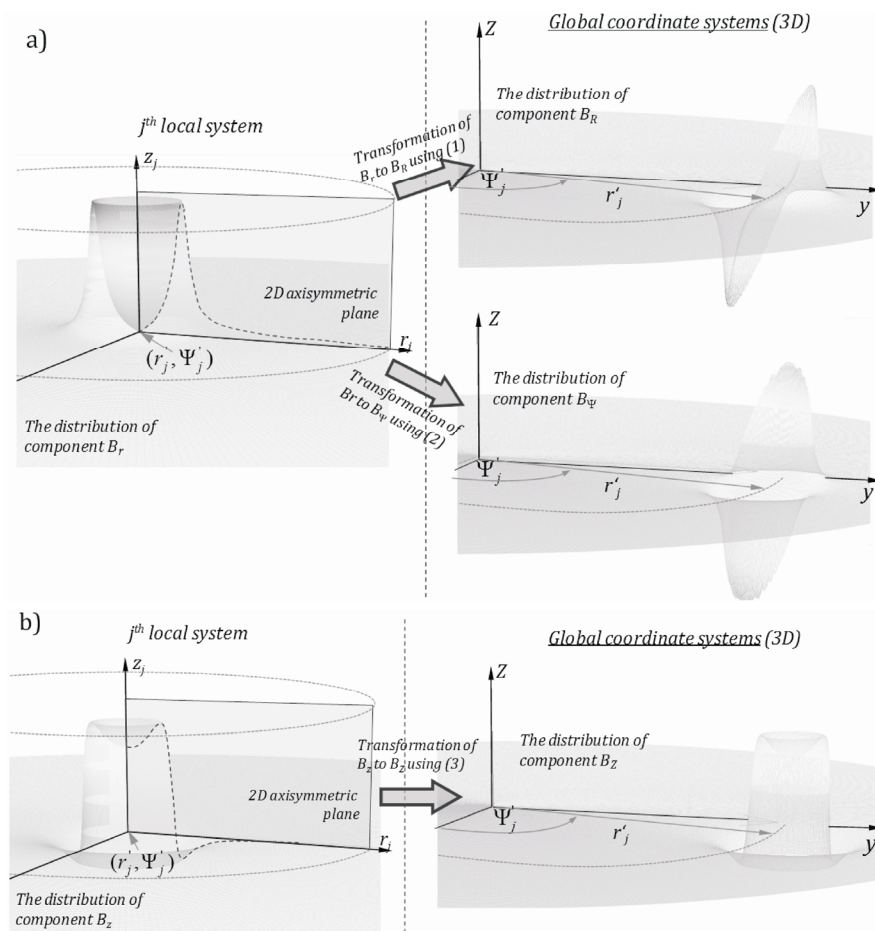 a)
Global coordinate systems (3D)
jth local system
zj
2D axisymmetric
plane
rj
(r'j, Ψ'j)
The distribution of
component Br
Transformation of
Br to BR using (1)
Transformation of
Br to BΨ using (2)
Z
The distribution of
component BR
Ψ'j
r'j
y
Z
The distribution of
component BΨ
Ψ'j
r'j
y
b)
jth local system
Global coordinate systems (3D)
zj
2D axisymmetric
plane
rj
(r'j, Ψ'j)
The distribution of
component Bz
Transformation of
Bz to BZ using (3)
Z
The distribution of
component BZ
Ψ'j
r'j
y